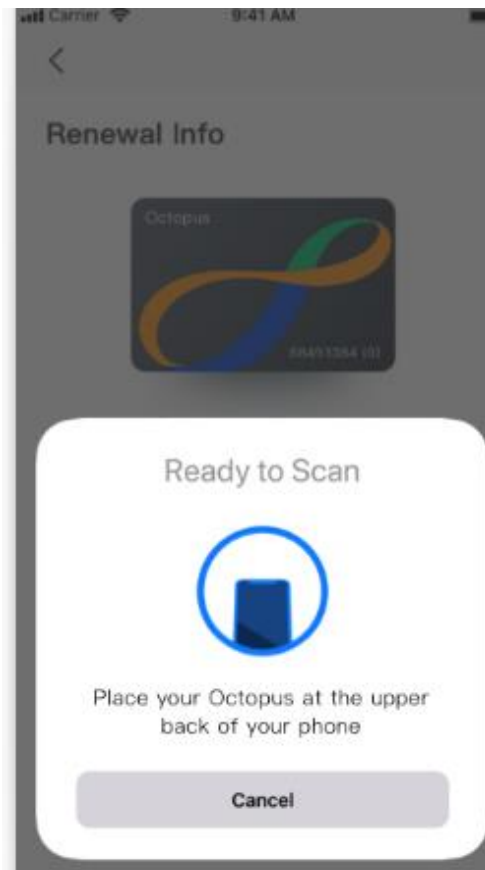 Carrier 9:41 AM
Renewal Info
Octopus
Ready to Scan
Place your Octopus at the upper
back of your phone
Cancel